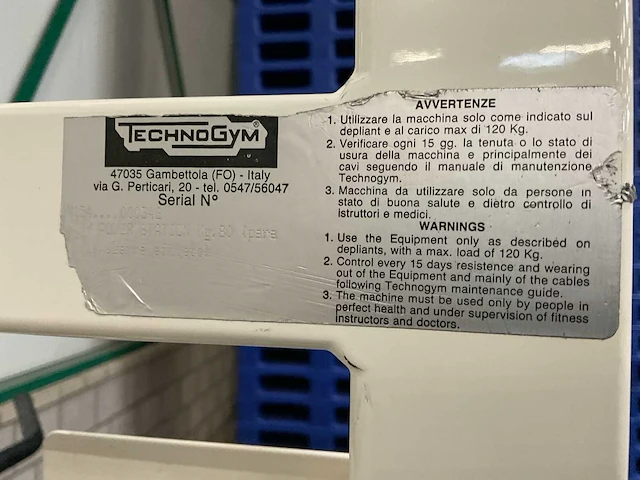 TECHNOGYM®
47035 Gambettola (FO) - Italy
via G. Perticari, 20 - tel. 0547/56047
Serial N°
POWER STATION Kg.80 (para
AVVERTENZE
1. Utilizzare la macchina solo come indicato sul
depliant e al carico max di 120 Kg.
2. Verificare ogni 15 gg. la tenuta o lo stato di
usura della macchina e principalmente dei
cavi seguendo il manuale di manutenzione
Technogym.
3. Macchina da utilizzare solo da persone in
stato di buona salute e dietro controllo di
istruttori e medici.
WARNINGS
1. Use the Equipment only as described on
depliants, with a max. load of 120 Kg.
2. Control every 15 days resistence and wearing
out of the Equipment and mainly of the cables
following Technogym maintenance guide.
3. The machine must be used only by people in
perfect health and under supervision of fitness
instructors and doctors.